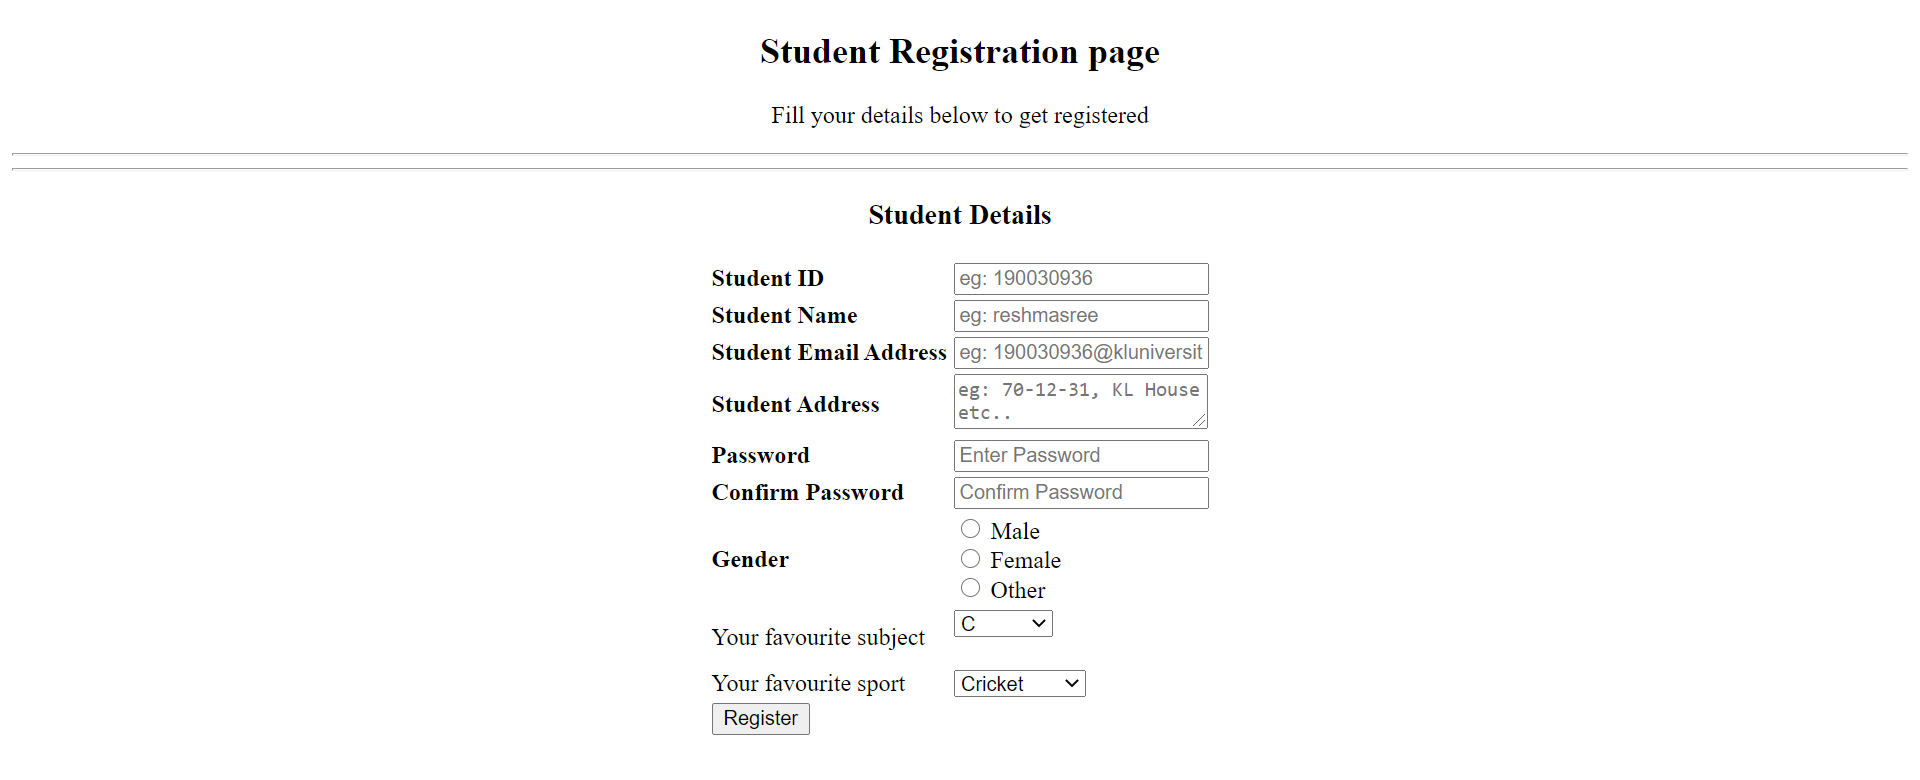 Student Registration page
Fill your details below to get registered
Student Details
Student ID eg: 190030936
Student Name eg: reshmasree
Student Email Address eg: 190030936@kluniversit
Student Address eg: 70-12-31, KL House
etc..
Password Enter Password
Confirm Password Confirm Password
Male
Gender Female
Other
Your favourite subject C
Your favourite sport Cricket
Register